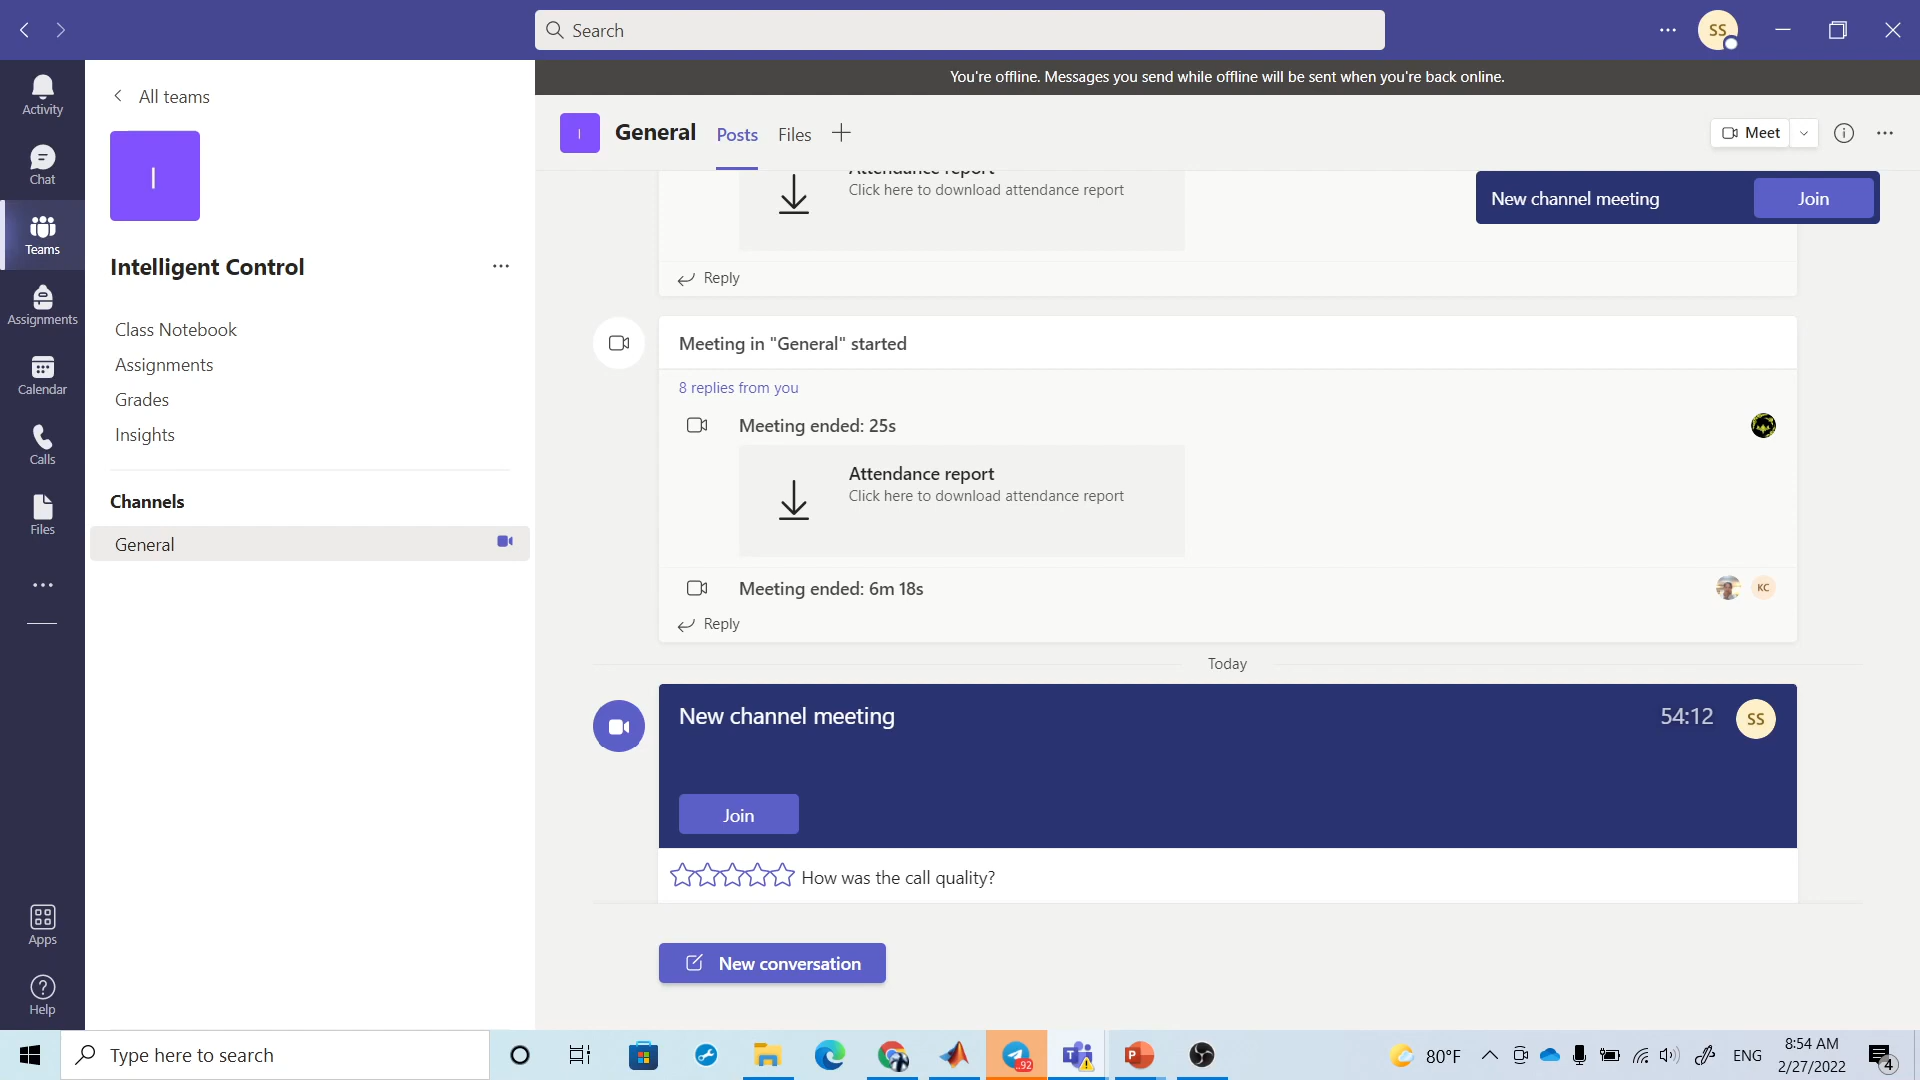 Search
SS
You're offline. Messages you send while offline will be sent when you're back online.
Activity
Chat
Teams
Assignments
Calendar
Calls
Files
Apps
Help
All teams
I
Intelligent Control
Class Notebook
Assignments
Grades
Insights
Channels
General
I
General
Posts
Files
Meet
New channel meeting
Join
Attendance report
Click here to download attendance report
Reply
Meeting in "General" started
8 replies from you
Meeting ended: 25s
Attendance report
Click here to download attendance report
Meeting ended: 6m 18s
KC
Reply
Today
New channel meeting
54:12
SS
Join
How was the call quality?
New conversation
Type here to search
..92
80°F
ENG
8:54 AM
2/27/2022
4